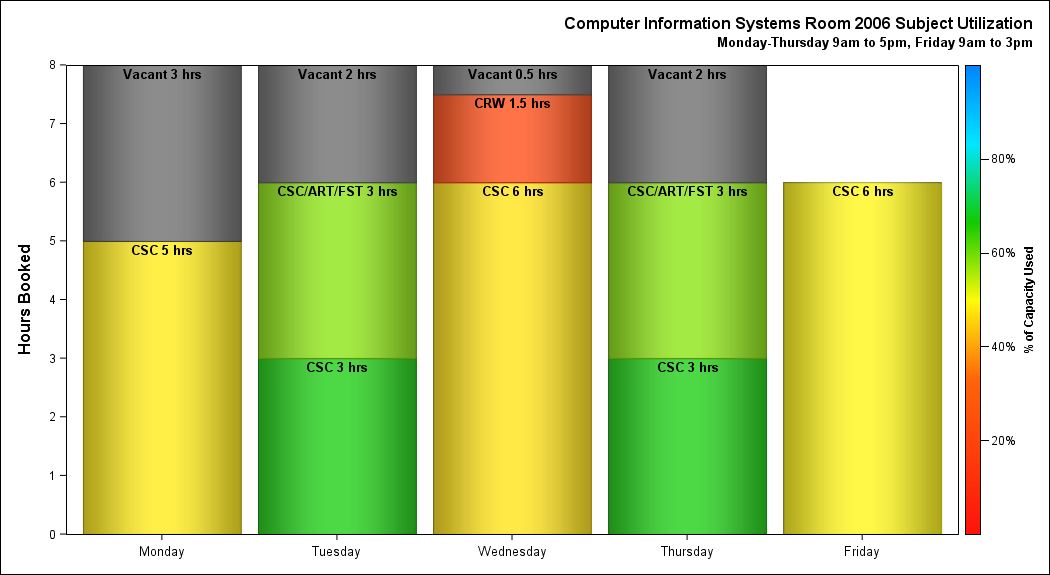 Computer Information Systems Room 2006 Subject Utilization
Monday-Thursday 9am to 5pm, Friday 9am to 3pm
Hours Booked
8
7
6
5
4
3
2
1
0
Vacant 3 hrs
CSC 5 hrs
Vacant 2 hrs
CSC/ART/FST 3 hrs
CSC 3 hrs
Vacant 0.5 hrs
CRW 1.5 hrs
CSC 6 hrs
Vacant 2 hrs
CSC/ART/FST 3 hrs
CSC 3 hrs
CSC 6 hrs
Monday
Tuesday
Wednesday
Thursday
Friday
80%
60%
40%
20%
% of Capacity Used